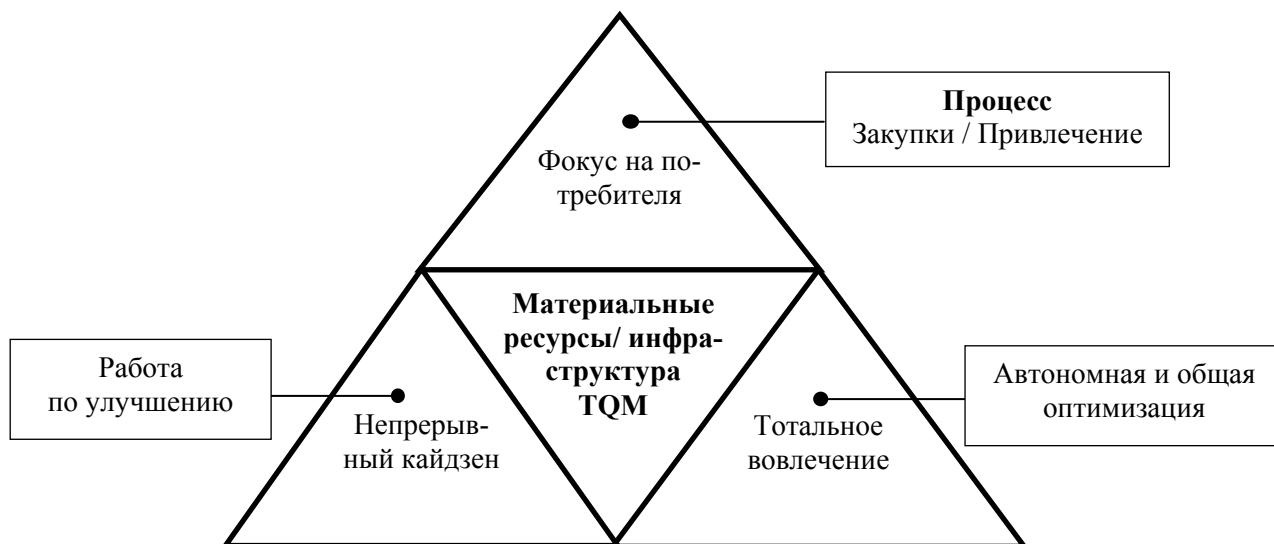 Процесс
Закупки / Привлечение
Фокус на по-
требителя
Материальные
ресурсы/ инфра-
структура
TQM
Работа
по улучшению
Непрерыв-
ный кайдзен
Тотальное
вовлечение
Автономная и общая
оптимизация